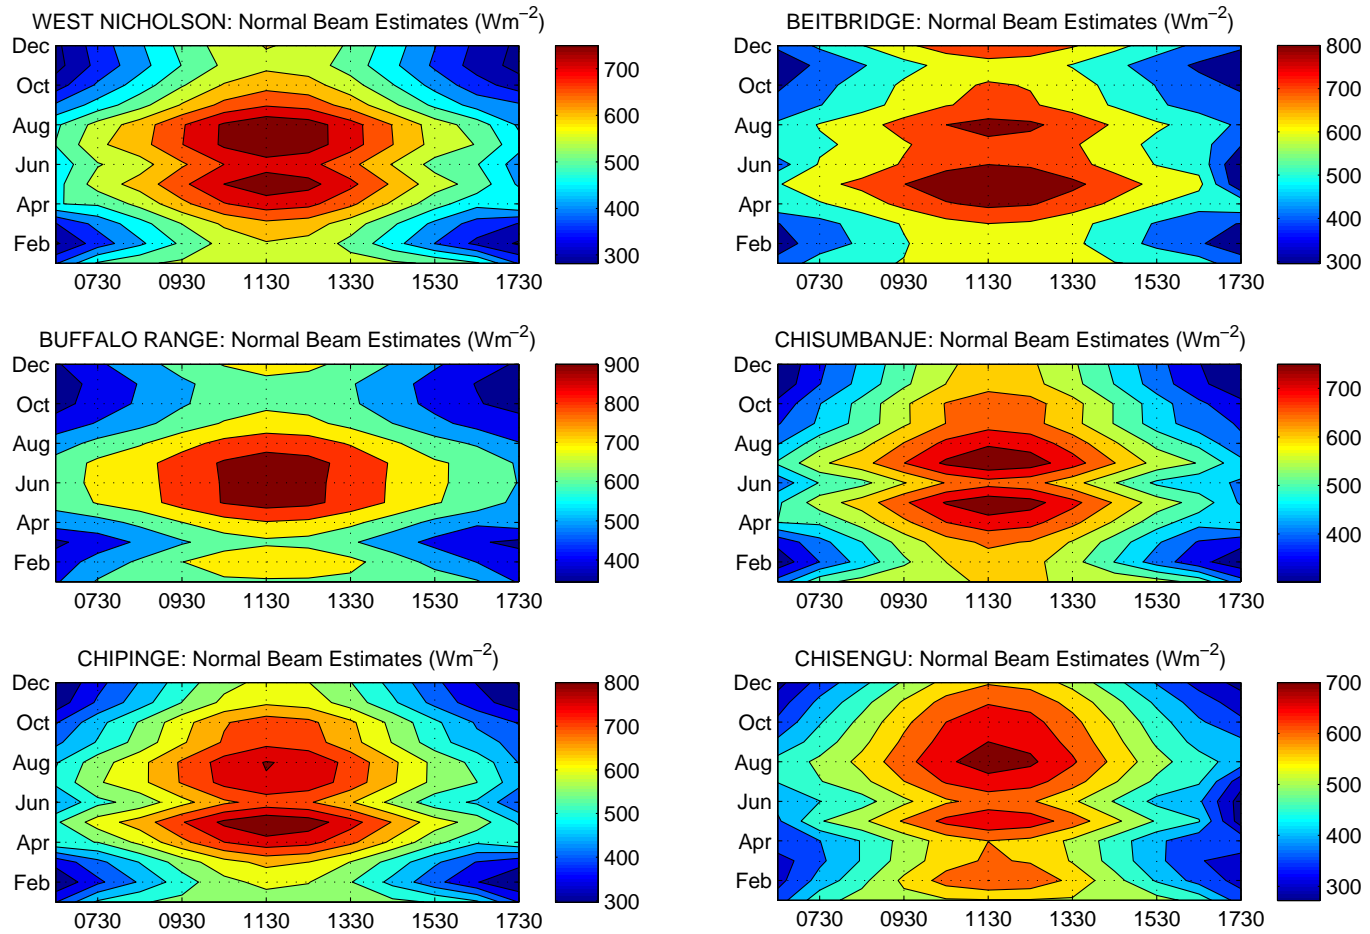 WEST NICHOLSON: Normal Beam Estimates (Wm−2)
Dec
Oct
Aug
Jun
Apr
Feb
0730 0930 1130 1330 1530 1730
700
600
500
400
300
BEITBRIDGE: Normal Beam Estimates (Wm−2)
Dec
Oct
Aug
Jun
Apr
Feb
0730 0930 1130 1330 1530 1730
800
700
600
500
400
300
BUFFALO RANGE: Normal Beam Estimates (Wm−2)
Dec
Oct
Aug
Jun
Apr
Feb
0730 0930 1130 1330 1530 1730
900
800
700
600
500
400
CHISUMBANJE: Normal Beam Estimates (Wm−2)
Dec
Oct
Aug
Jun
Apr
Feb
0730 0930 1130 1330 1530 1730
700
600
500
400
CHIPINGE: Normal Beam Estimates (Wm−2)
Dec
Oct
Aug
Jun
Apr
Feb
0730 0930 1130 1330 1530 1730
800
700
600
500
400
300
CHISENGU: Normal Beam Estimates (Wm−2)
Dec
Oct
Aug
Jun
Apr
Feb
0730 0930 1130 1330 1530 1730
700
600
500
400
300